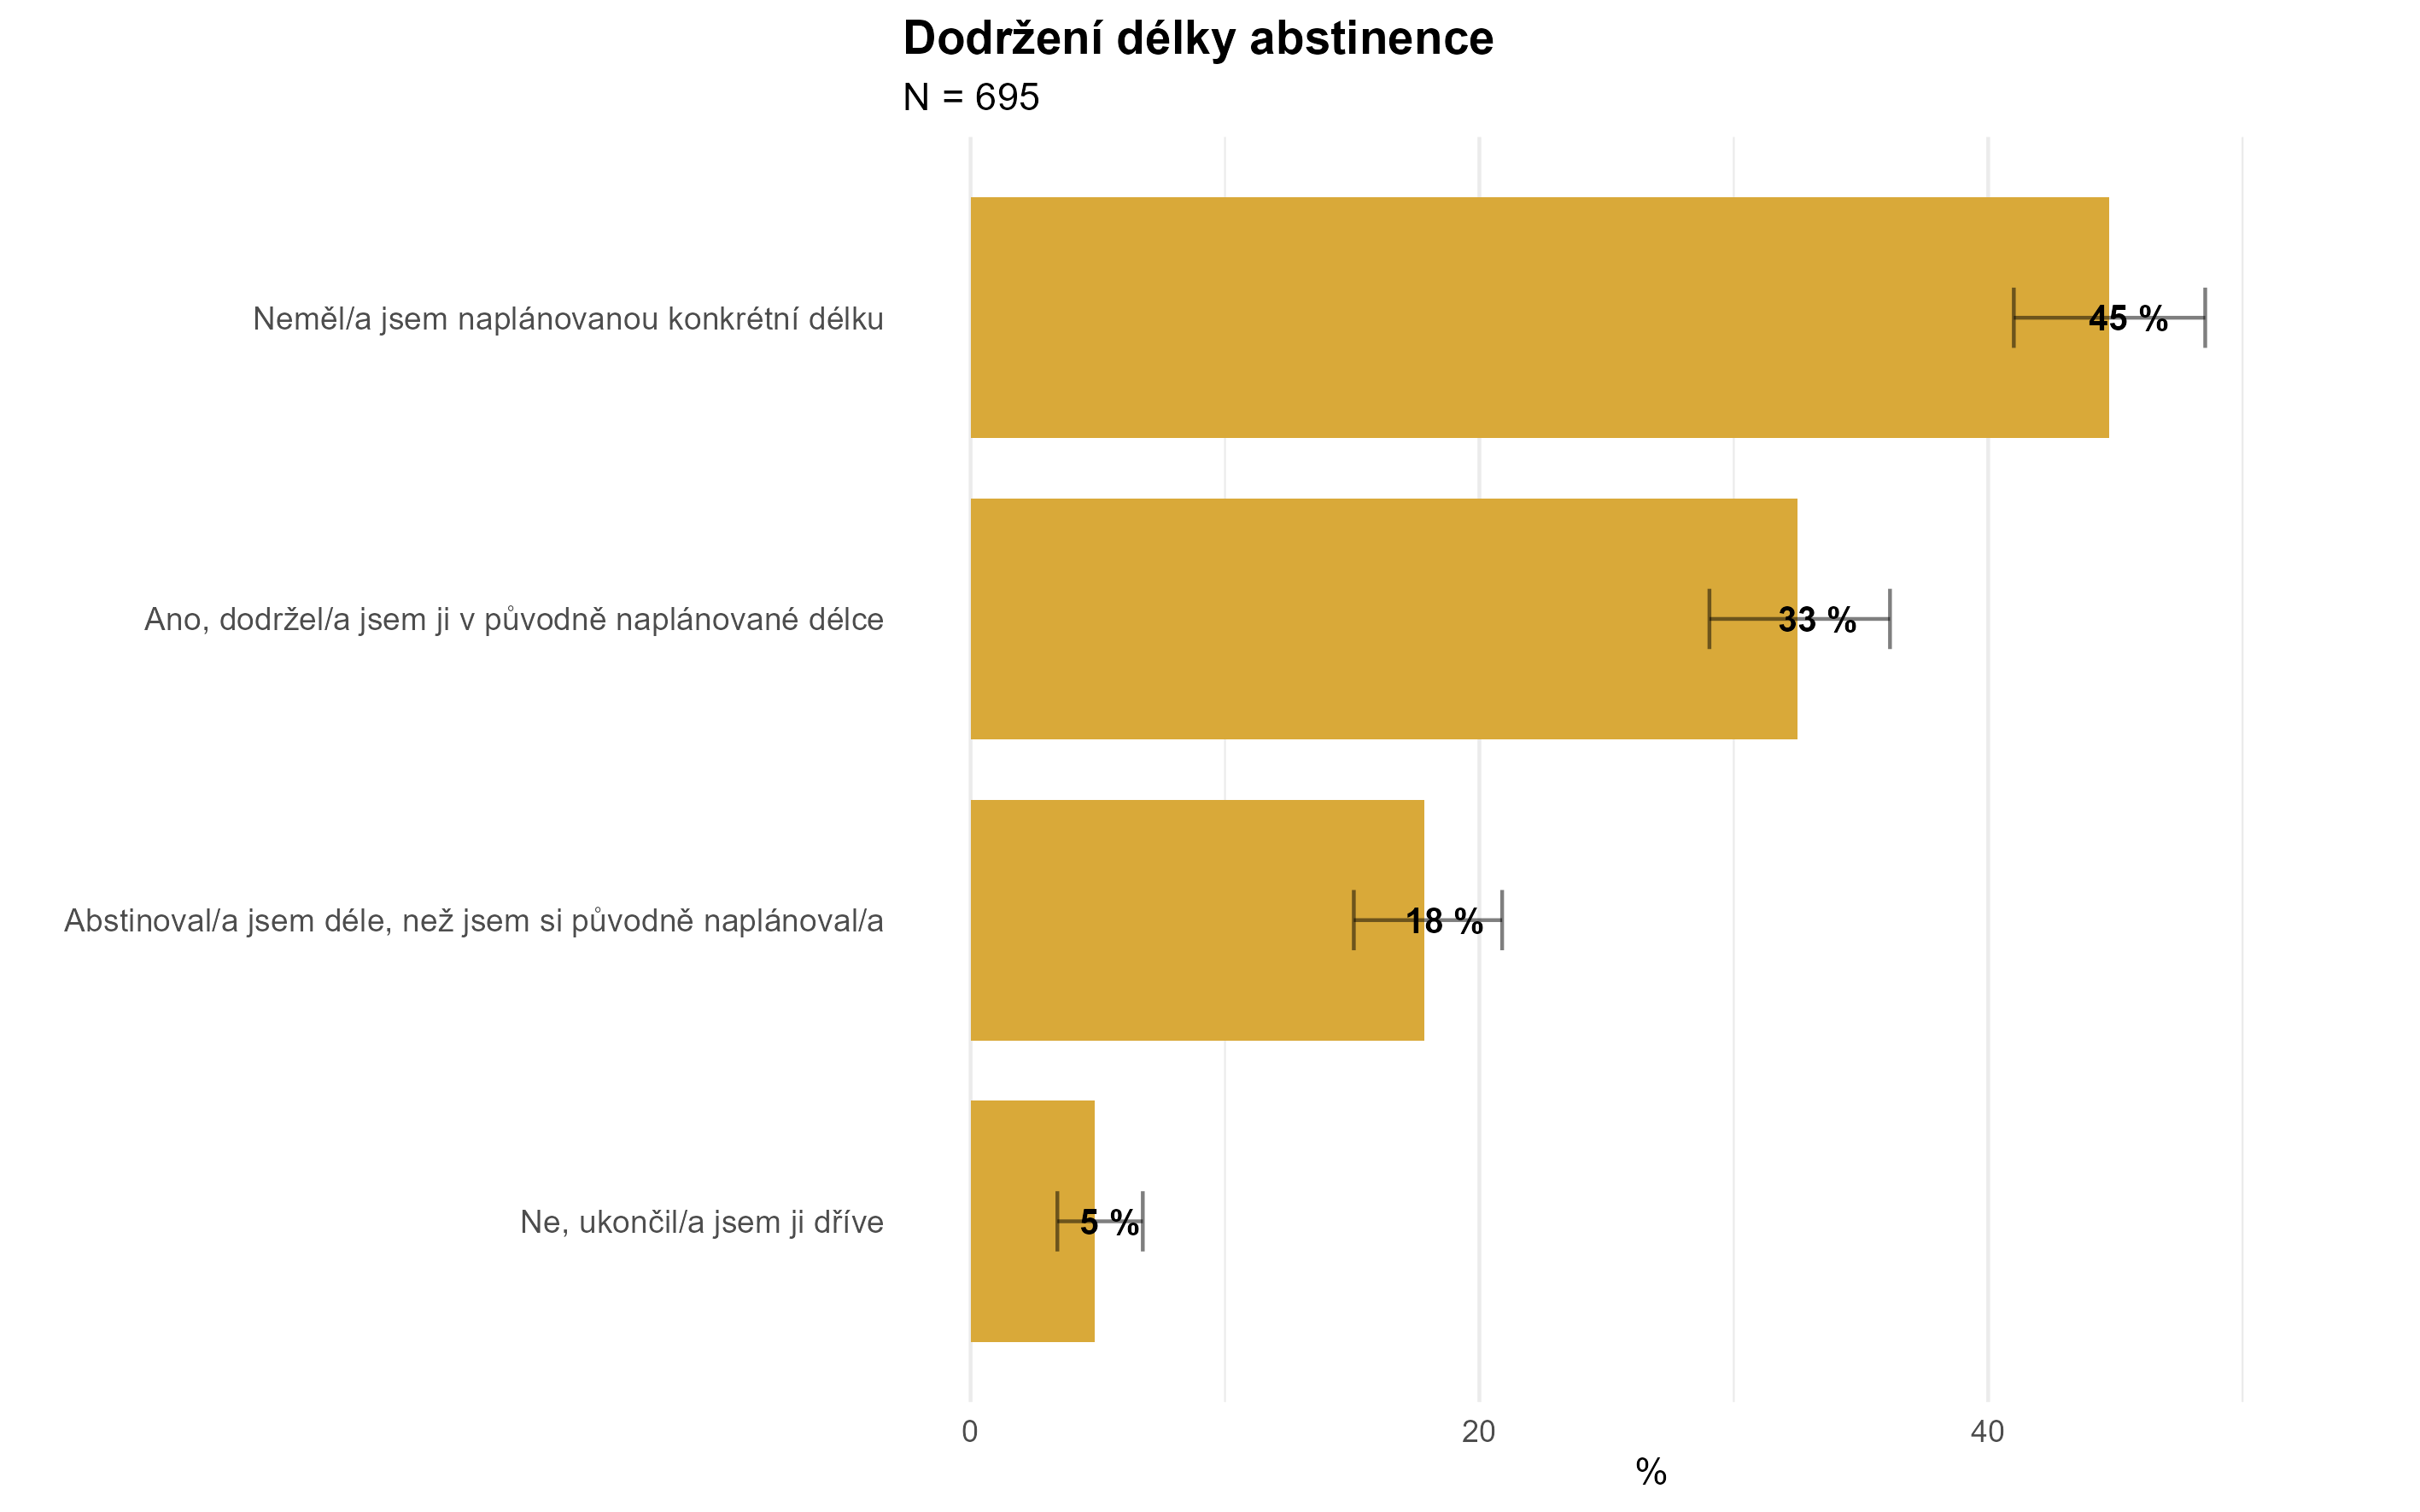 Dodržení délky abstinence
N = 695
Neměl/a jsem naplánovanou konkrétní délku
45 %
Ano, dodržel/a jsem ji v původně naplánované délce
33 %
Abstinoval/a jsem déle, než jsem si původně naplánoval/a
18 %
Ne, ukončil/a jsem ji dříve
5 %
0 20 40
%